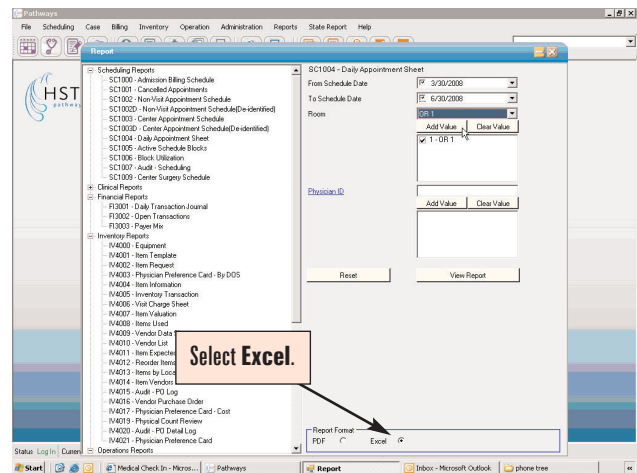 Pathways
File Scheduling Case Billing Inventory Operation Administration Reports State Report Help
Report
HST
pathway
Scheduling Reports
SC1000 - Admission Billing Schedule
SC1001 - Cancelled Appointments
SC1002 - Non-Visit Appointment Schedule
SC1002D - Non-Visit Appointment Schedule(De-identified)
SC1003 - Center Appointment Schedule
SC1003D - Center Appointment Schedule(De-identified)
SC1004 - Daily Appointment Sheet
SC1005 - Active Schedule Blocks
SC1006 - Block Utilization
SC1007 - Audit - Scheduling
SC1009 - Center Surgery Schedule
Clinical Reports
Financial Reports
FI3001 - Daily Transaction Journal
FI3002 - Open Transactions
FI3003 - Payer Mix
Inventory Reports
IV4000 - Equipment
IV4001 - Item Template
IV4002 - Item Request
IV4003 - Physician Preference Card - By DOS
IV4004 - Item Information
IV4005 - Inventory Transaction
IV4006 - Visit Charge Sheet
IV4007 - Item Valuation
IV4008 - Items Used
IV4009 - Vendor Data S
IV4010 - Vendor List
IV4011 - Item Expected
IV4012 - Reorder Items
IV4013 - Items by Loca
IV4014 - Item Vendors
IV4015 - Audit - PO Log
IV4016 - Vendor Purchase Order
IV4017 - Physician Preference Card - Cost
IV4019 - Physical Count Review
IV4020 - Audit - PO Detail Log
IV4021 - Physician Preference Card
Operations Reports
SC1004 - Daily Appointment Sheet
From Schedule Date 3/30/2008
To Schedule Date 6/30/2008
Room OR 1
Add Value Clear Value
1 - OR 1
Physician ID
Add Value Clear Value
Reset View Report
Select Excel.
Report Format
PDF Excel
Status Log In Curren
Start Medical Check In - Micros... Pathways Report Inbox - Microsoft Outlook phone tree